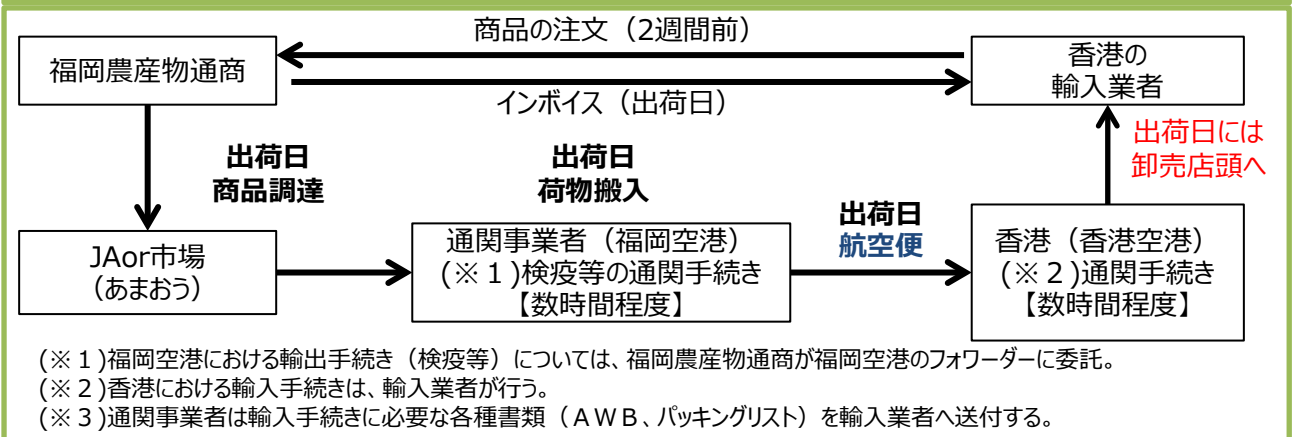 商品の注文（2週間前）
福岡農産物通商
香港の
輸入業者
インボイス（出荷日）
出荷日には
卸売店頭へ
出荷日
商品調達
出荷日
荷物搬入
出荷日
航空便
JAor市場
（あまおう）
通関事業者（福岡空港）
(※１)検疫等の通関手続き
【数時間程度】
香港（香港空港）
(※２)通関手続き
【数時間程度】
(※１)福岡空港における輸出手続き（検疫等）については、福岡農産物通商が福岡空港のフォワーダーに委託。
(※２)香港における輸入手続きは、輸入業者が行う。
(※３)通関事業者は輸入手続きに必要な各種書類（ＡＷＢ、パッキングリスト）を輸入業者へ送付する。